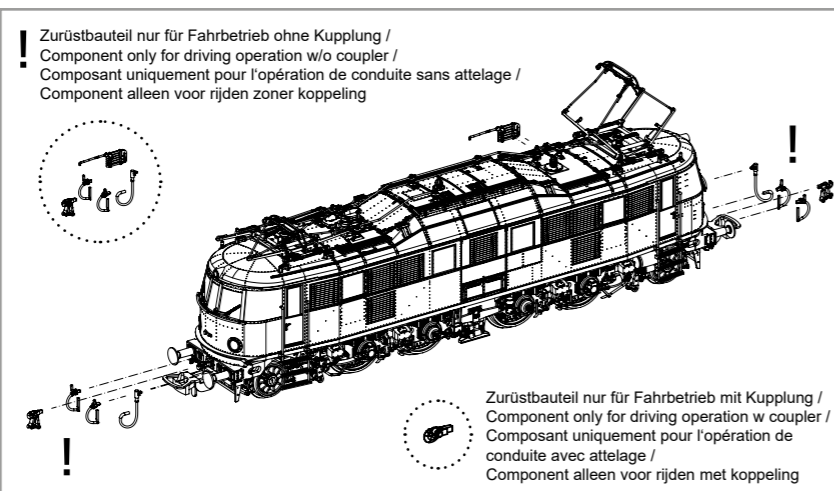 ! Zurüstbauteil nur für Fahrbetrieb ohne Kupplung /
Component only for driving operation w/o coupler /
Composant uniquement pour l'opération de conduite sans attelage /
Component alleen voor rijden zoner koppeling
!
!
Zurüstbauteil nur für Fahrbetrieb mit Kupplung /
Component only for driving operation w coupler /
Composant uniquement pour l'opération de
conduite avec attelage /
Component alleen voor rijden met koppeling